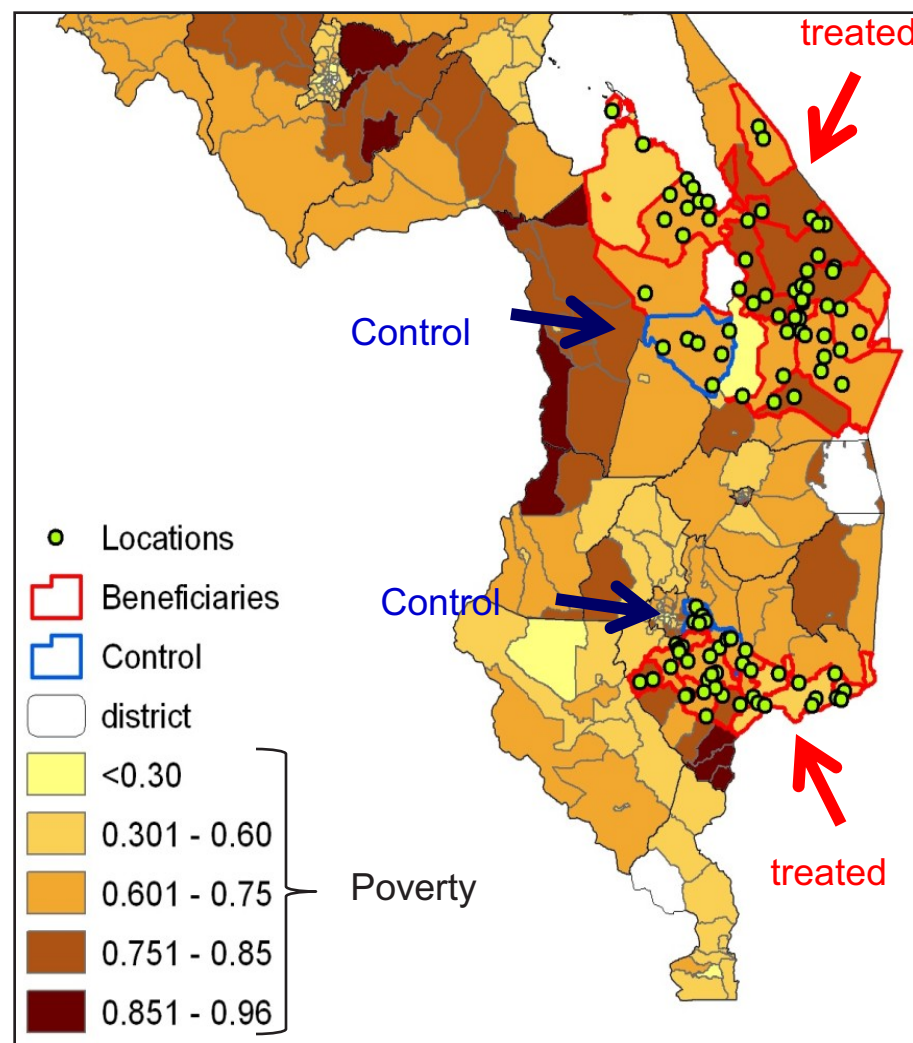 treated
Control
Control
treated
Locations
Beneficiaries
Control
district
<0.30
0.301 - 0.60
0.601 - 0.75
0.751 - 0.85
0.851 - 0.96
Poverty